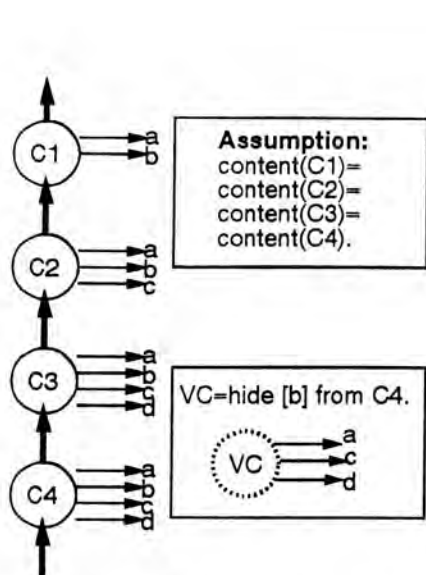 C1
a
b
Assumption:
content(C1)=
content(C2)=
content(C3)=
content(C4).
C2
a
b
c
C3
a
b
c
d
VC=hide [b] from C4.
VC
a
c
d
C4
a
b
c
d